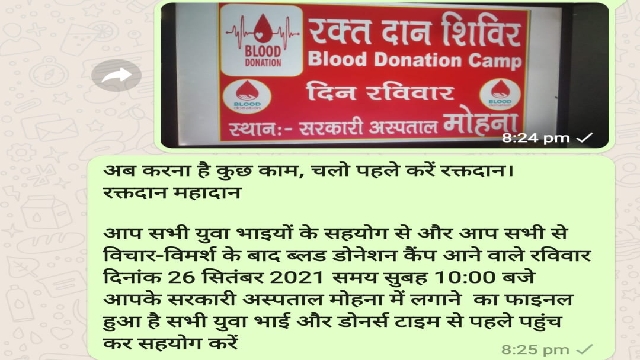 रक्त दान शिविर
BLOOD
DONATION
Blood Donation Camp
दिन रविवार
BLOOD
BLOOD
स्थान:- सरकारी अस्पताल मोहना
8:24 pm
अब करना है कुछ काम, चलो पहले करें रक्तदान।
रक्तदान महादान
आप सभी युवा भाइयों के सहयोग से और आप सभी से
विचार-विमर्श के बाद ब्लड डोनेशन कैंप आने वाले रविवार
दिनांक 26 सितंबर 2021 समय सुबह 10:00 बजे
आपके सरकारी अस्पताल मोहना में लगाने का फाइनल
हुआ है सभी युवा भाई और डोनर्स टाइम से पहले पहुंच
कर सहयोग करें
8:25 pm